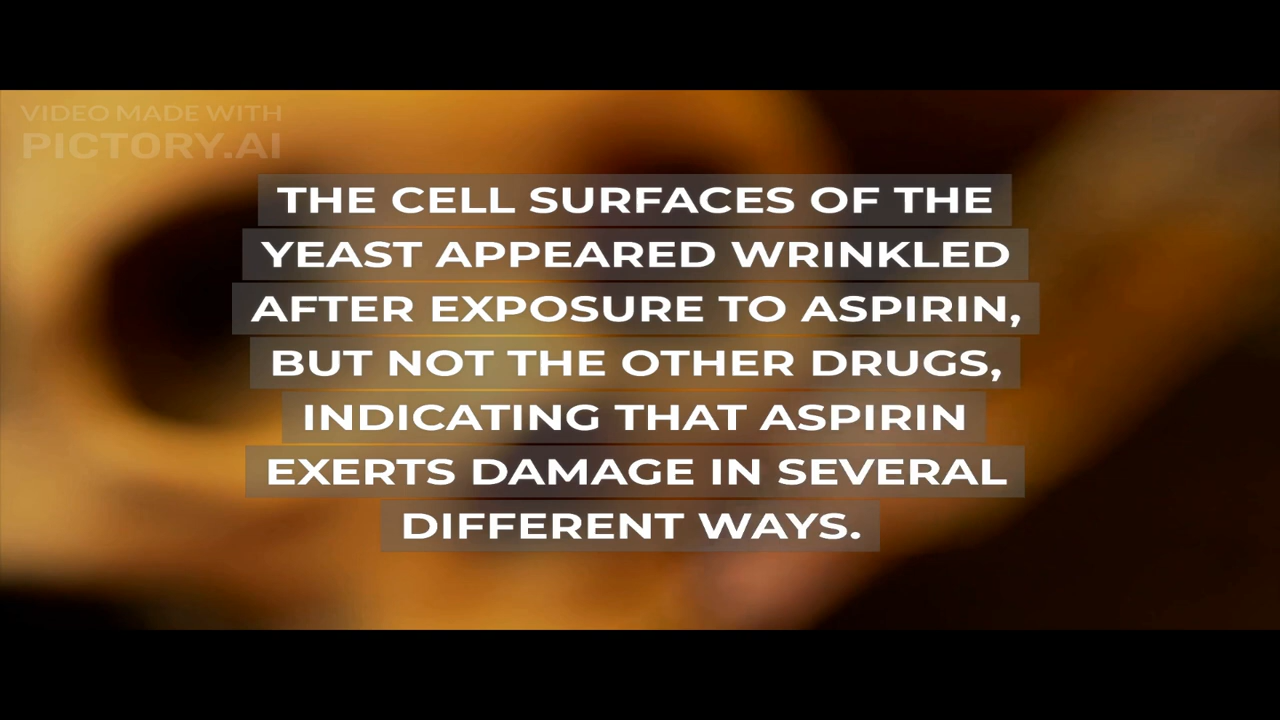 VIDEO MADE WITH
PICTORY.AI
THE CELL SURFACES OF THE
YEAST APPEARED WRINKLED
AFTER EXPOSURE TO ASPIRIN,
BUT NOT THE OTHER DRUGS,
INDICATING THAT ASPIRIN
EXERTS DAMAGE IN SEVERAL
DIFFERENT WAYS.